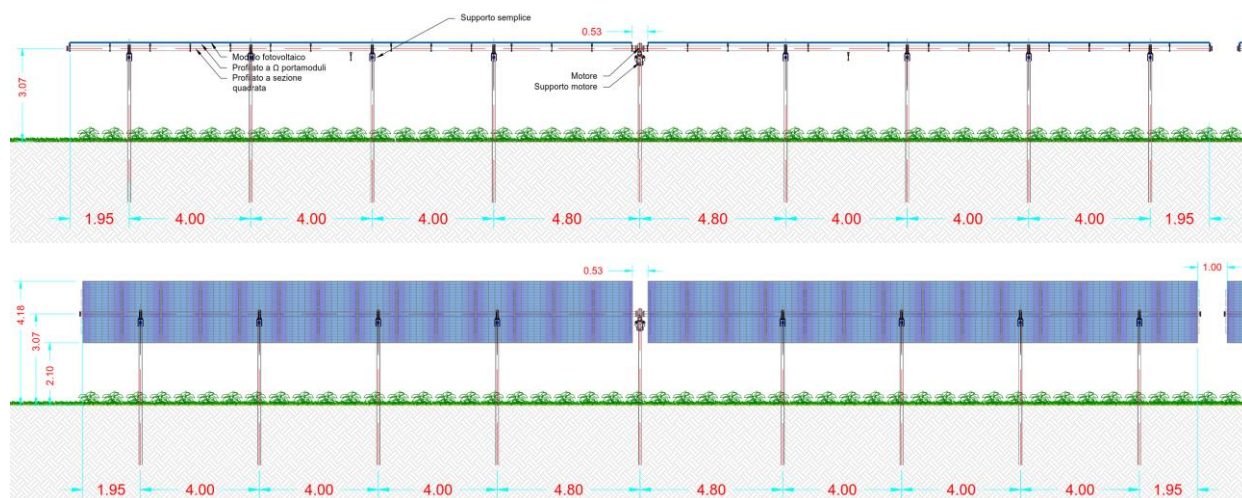 Supporto semplice
0.53
Modulo fotovoltaico
Profilato a Ω portamoduli
Profilato a sezione
quadrata
Motore
Supporto motore
3.07
1.95 4.00 4.00 4.00 4.80 4.80 4.00 4.00 4.00 1.95
0.53
1.00
4.18
3.07
2.10
1.95 4.00 4.00 4.00 4.80 4.80 4.00 4.00 4.00 1.95